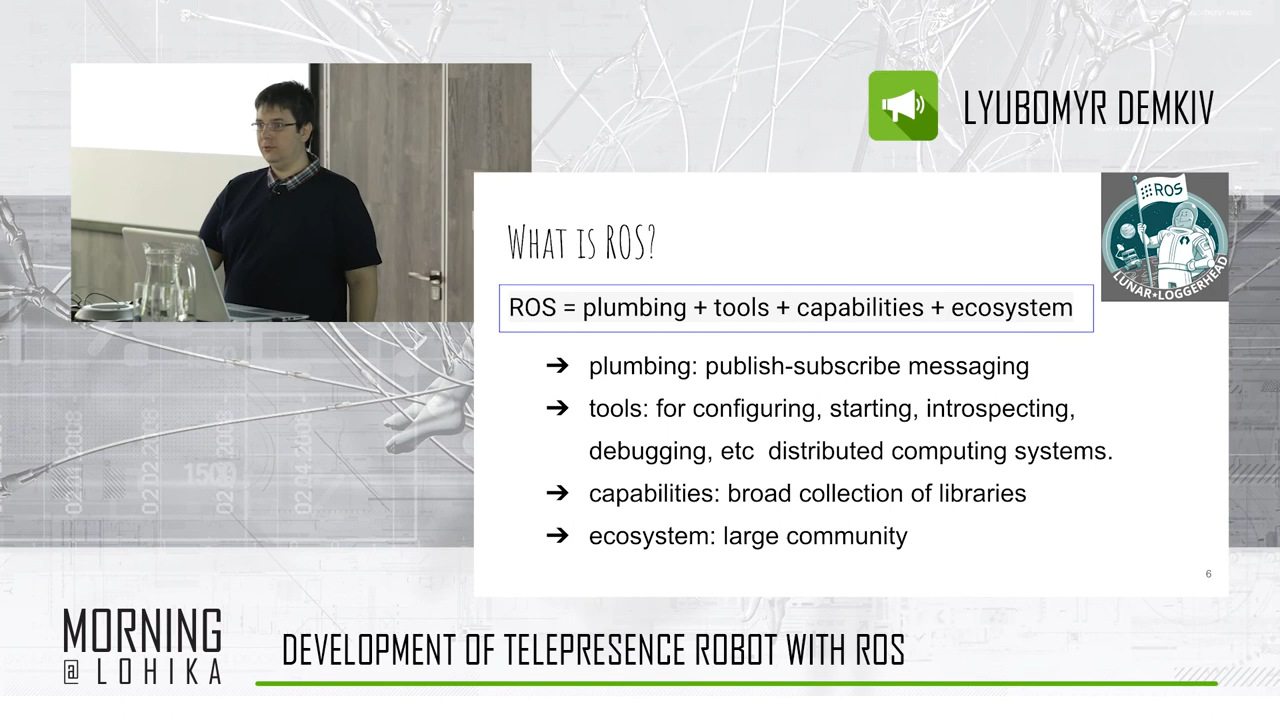 LYUBOMYR DEMKIV
ROS
LUNAR LOGGERHEAD
WHAT IS ROS?
ROS = plumbing + tools + capabilities + ecosystem
➔ plumbing: publish-subscribe messaging
➔ tools: for configuring, starting, introspecting,
debugging, etc  distributed computing systems.
➔ capabilities: broad collection of libraries
➔ ecosystem: large community
6
MORNING
@ LOHIKA
DEVELOPMENT OF TELEPRESENCE ROBOT WITH ROS